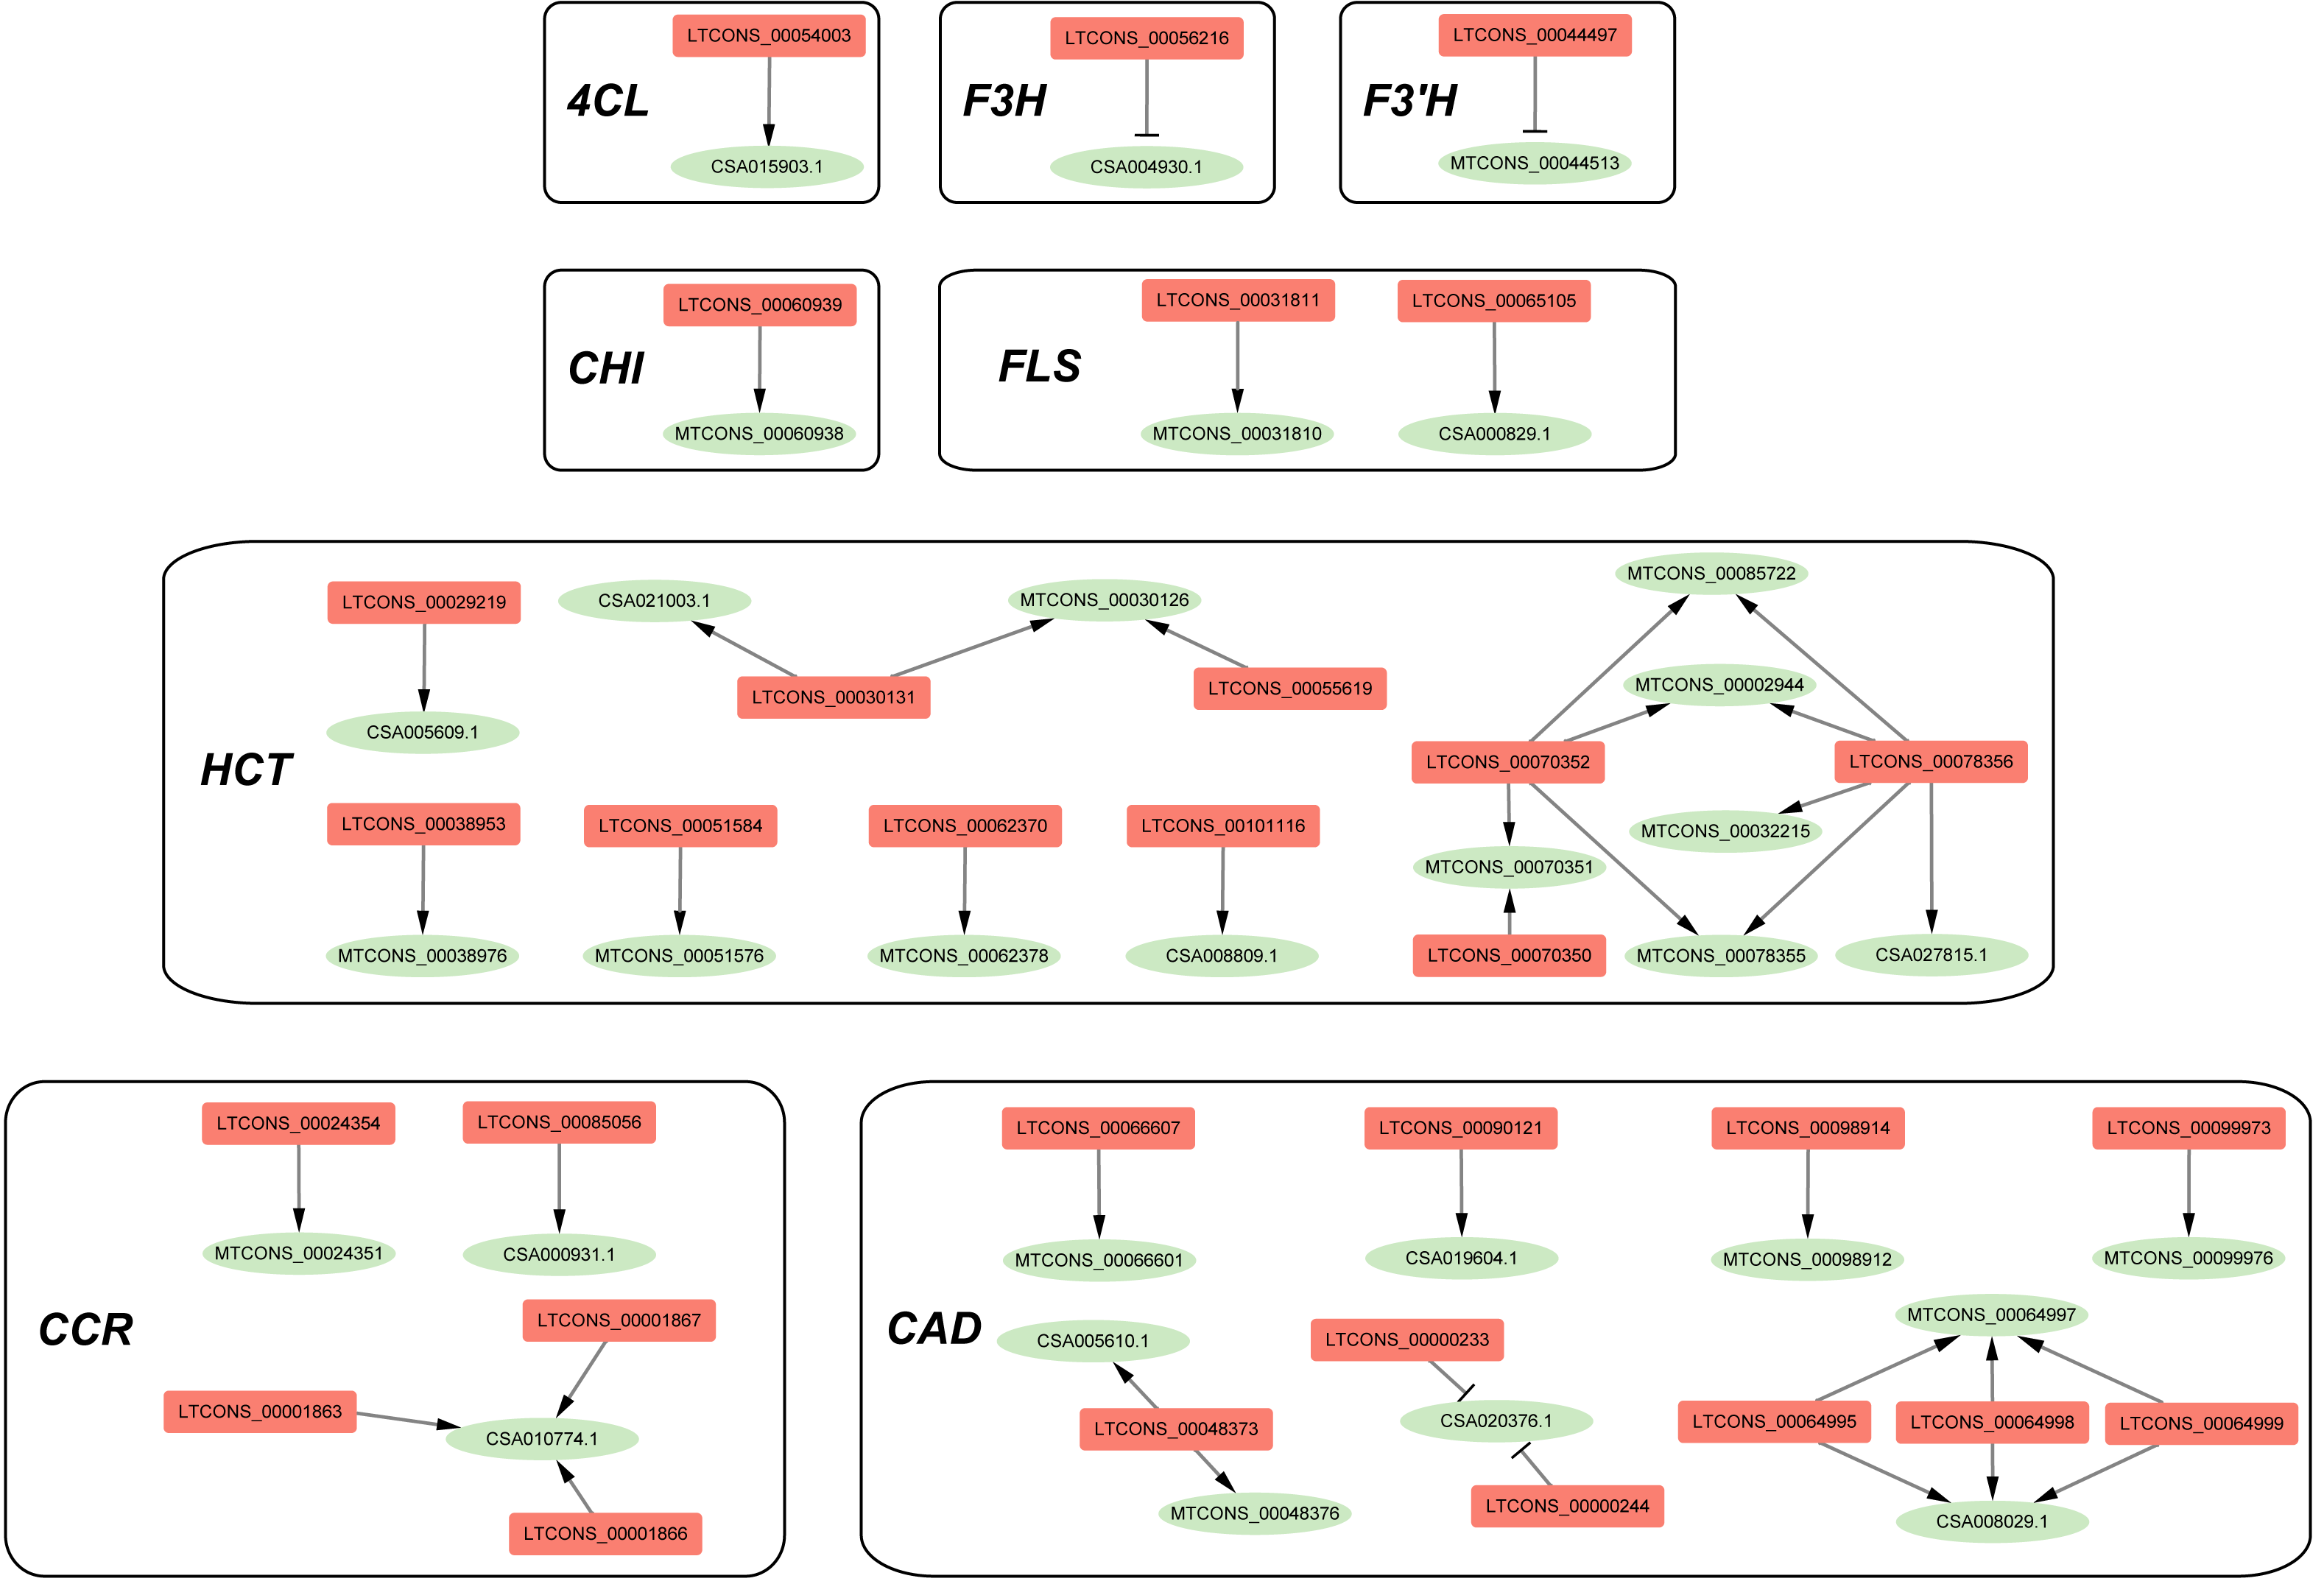 LTCONS_00054003
4CL
CSA015903.1
LTCONS_00056216
F3H
CSA004930.1
LTCONS_00044497
F3'H
MTCONS_00044513
LTCONS_00060939
CHI
MTCONS_00060938
LTCONS_00031811
LTCONS_00065105
FLS
MTCONS_00031810
CSA000829.1
MTCONS_00085722
LTCONS_00029219
CSA021003.1
MTCONS_00030126
LTCONS_00030131
LTCONS_00055619
MTCONS_00002944
CSA005609.1
HCT
LTCONS_00070352
LTCONS_00078356
LTCONS_00038953
LTCONS_00051584
LTCONS_00062370
LTCONS_00101116
MTCONS_00032215
MTCONS_00070351
MTCONS_00038976
MTCONS_00051576
MTCONS_00062378
CSA008809.1
LTCONS_00070350
MTCONS_00078355
CSA027815.1
LTCONS_00024354
LTCONS_00085056
MTCONS_00024351
CSA000931.1
CCR
LTCONS_00001867
LTCONS_00001863
CSA010774.1
LTCONS_00001866
LTCONS_00066607
LTCONS_00090121
LTCONS_00098914
LTCONS_00099973
MTCONS_00066601
CSA019604.1
MTCONS_00098912
MTCONS_00099976
CAD
CSA005610.1
LTCONS_00000233
MTCONS_00064997
LTCONS_00048373
CSA020376.1
LTCONS_00064995
LTCONS_00064998
LTCONS_00064999
MTCONS_00048376
LTCONS_00000244
CSA008029.1